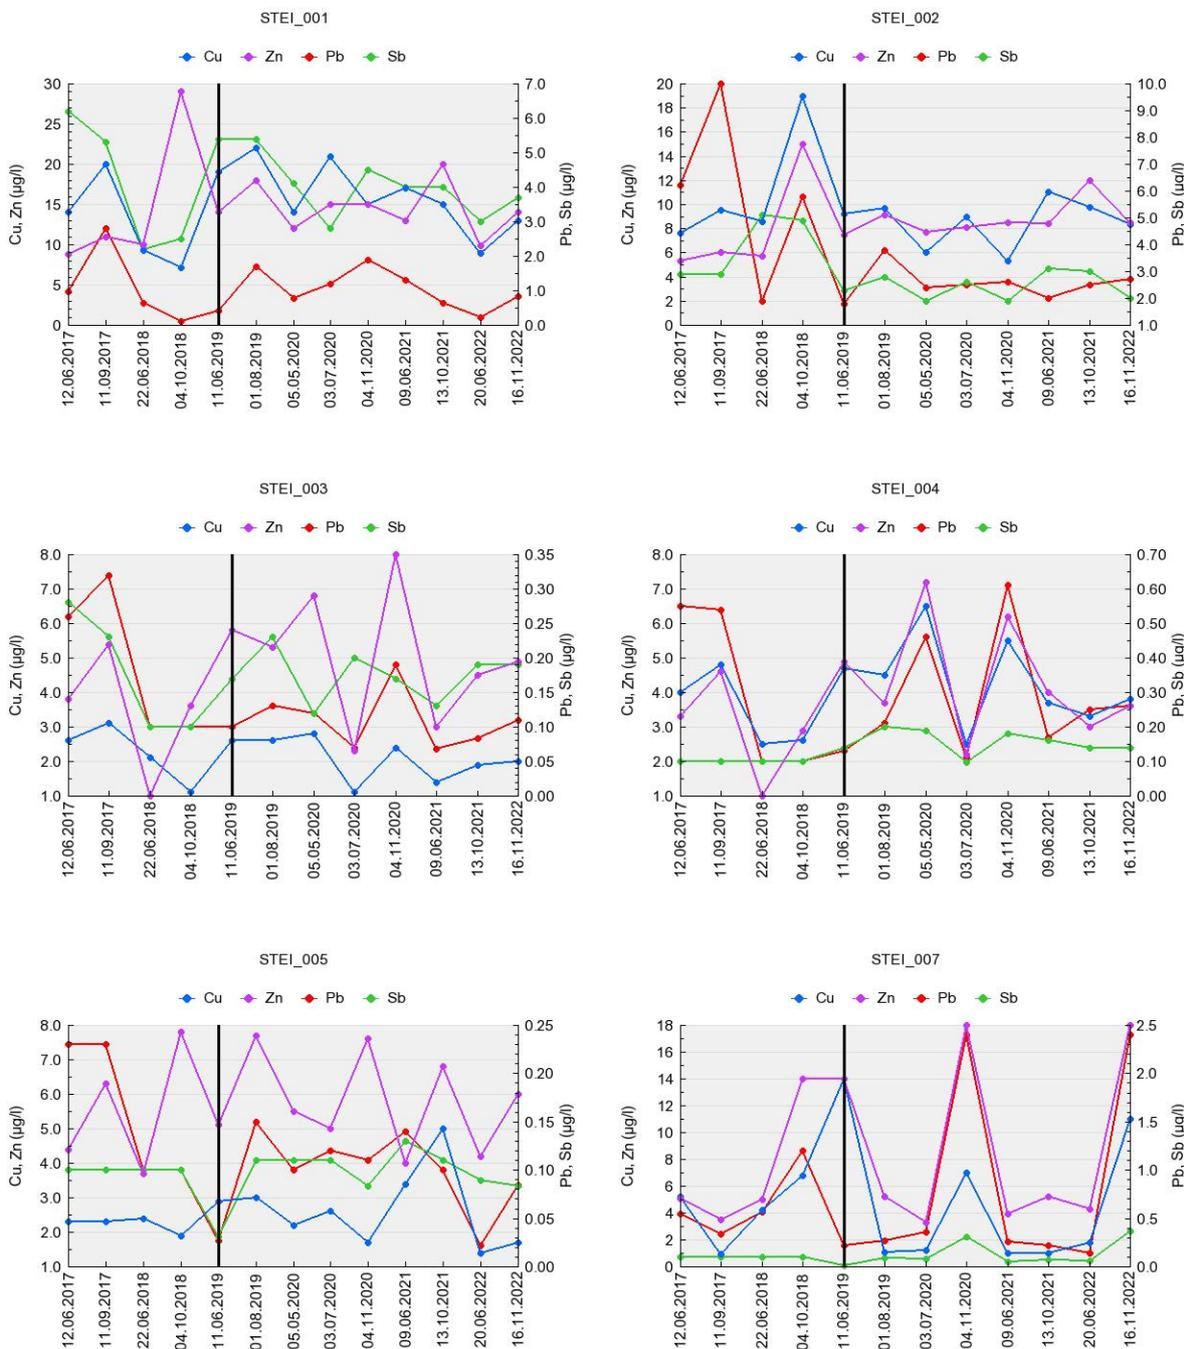 STEI_001
Cu Zn Pb Sb
30 25 20 15 10 5 0
Cu, Zn (µg/l)
7.0 6.0 5.0 4.0 3.0 2.0 1.0 0.0
Pb, Sb (µg/l)
12.06.2017 11.09.2017 22.06.2018 04.10.2018 11.06.2019 01.08.2019 05.05.2020 03.07.2020 04.11.2020 09.06.2021 13.10.2021 20.06.2022 16.11.2022
STEI_002
Cu Zn Pb Sb
20 18 16 14 12 10 8 6 4 2 0
Cu, Zn (µg/l)
10.0 9.0 8.0 7.0 6.0 5.0 4.0 3.0 2.0 1.0
Pb, Sb (µg/l)
12.06.2017 11.09.2017 22.06.2018 04.10.2018 11.06.2019 01.08.2019 05.05.2020 03.07.2020 04.11.2020 09.06.2021 13.10.2021 16.11.2022
STEI_003
Cu Zn Pb Sb
8.0 7.0 6.0 5.0 4.0 3.0 2.0 1.0
Cu, Zn (µg/l)
0.35 0.30 0.25 0.20 0.15 0.10 0.05 0.00
Pb, Sb (µg/l)
12.06.2017 11.09.2017 22.06.2018 04.10.2018 11.06.2019 01.08.2019 05.05.2020 03.07.2020 04.11.2020 09.06.2021 13.10.2021 16.11.2022
STEI_004
Cu Zn Pb Sb
8.0 7.0 6.0 5.0 4.0 3.0 2.0 1.0
Cu, Zn (µg/l)
0.70 0.60 0.50 0.40 0.30 0.20 0.10 0.00
Pb, Sb (µg/l)
12.06.2017 11.09.2017 22.06.2018 04.10.2018 11.06.2019 01.08.2019 05.05.2020 03.07.2020 04.11.2020 09.06.2021 13.10.2021 16.11.2022
STEI_005
Cu Zn Pb Sb
8.0 7.0 6.0 5.0 4.0 3.0 2.0 1.0
Cu, Zn (µg/l)
0.25 0.20 0.15 0.10 0.05 0.00
Pb, Sb (µg/l)
12.06.2017 11.09.2017 22.06.2018 04.10.2018 11.06.2019 01.08.2019 05.05.2020 03.07.2020 04.11.2020 09.06.2021 13.10.2021 20.06.2022 16.11.2022
STEI_007
Cu Zn Pb Sb
18 16 14 12 10 8 6 4 2 0
Cu, Zn (µg/l)
2.5 2.0 1.5 1.0 0.5 0.0
Pb, Sb (µg/l)
12.06.2017 11.09.2017 22.06.2018 04.10.2018 11.06.2019 01.08.2019 03.07.2020 04.11.2020 09.06.2021 13.10.2021 20.06.2022 16.11.2022